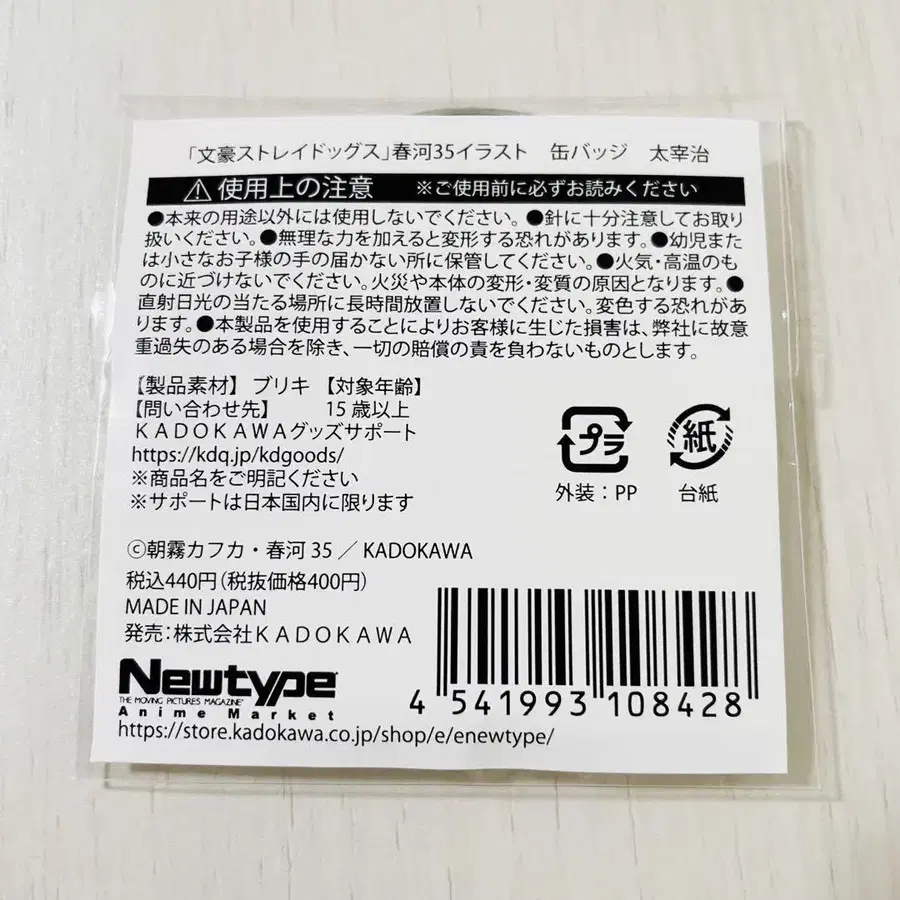 「文豪ストレイドッグス」春河35イラスト　缶バッジ　太宰治
⚠使用上の注意　※ご使用前に必ずお読みください
●本来の用途以外には使用しないでください。●針に十分注意してお取り
扱いください。●無理な力を加えると変形する恐れがあります。●幼児また
は小さなお子様の手の届かない所に保管してください。●火気・高温のも
のに近づけないでください。火災や本体の変形・変質の原因となります。●
直射日光の当たる場所に長時間放置しないでください。変色する恐れがあ
ります。●本製品を使用することによりお客様に生じた損害は、弊社に故意
重過失のある場合を除き、一切の賠償の責を負わないものとします。
【製品素材】 ブリキ 【対象年齢】
【問い合わせ先】 15歳以上
ＫＡＤＯＫＡＷＡグッズサポート
https://kdq.jp/kdgoods/
※商品名をご明記ください
※サポートは日本国内に限ります
プラ
外装：PP
紙
台紙
©朝霧カフカ・春河35／KADOKAWA
税込440円（税抜価格400円）
MADE IN JAPAN
発売：株式会社ＫＡＤＯＫＡＷＡ
Newtype
THE MOVING PICTURES MAGAZINE
Anime Market
https://store.kadokawa.co.jp/shop/e/enewtype/
4 541993 108428